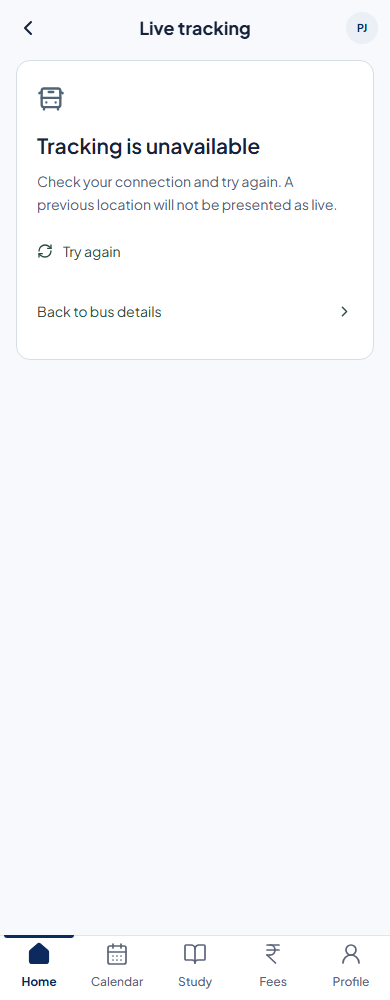 Live tracking
PJ
Tracking is unavailable
Check your connection and try again. A
previous location will not be presented as live.
Try again
Back to bus details
Home
Calendar
Study
Fees
Profile